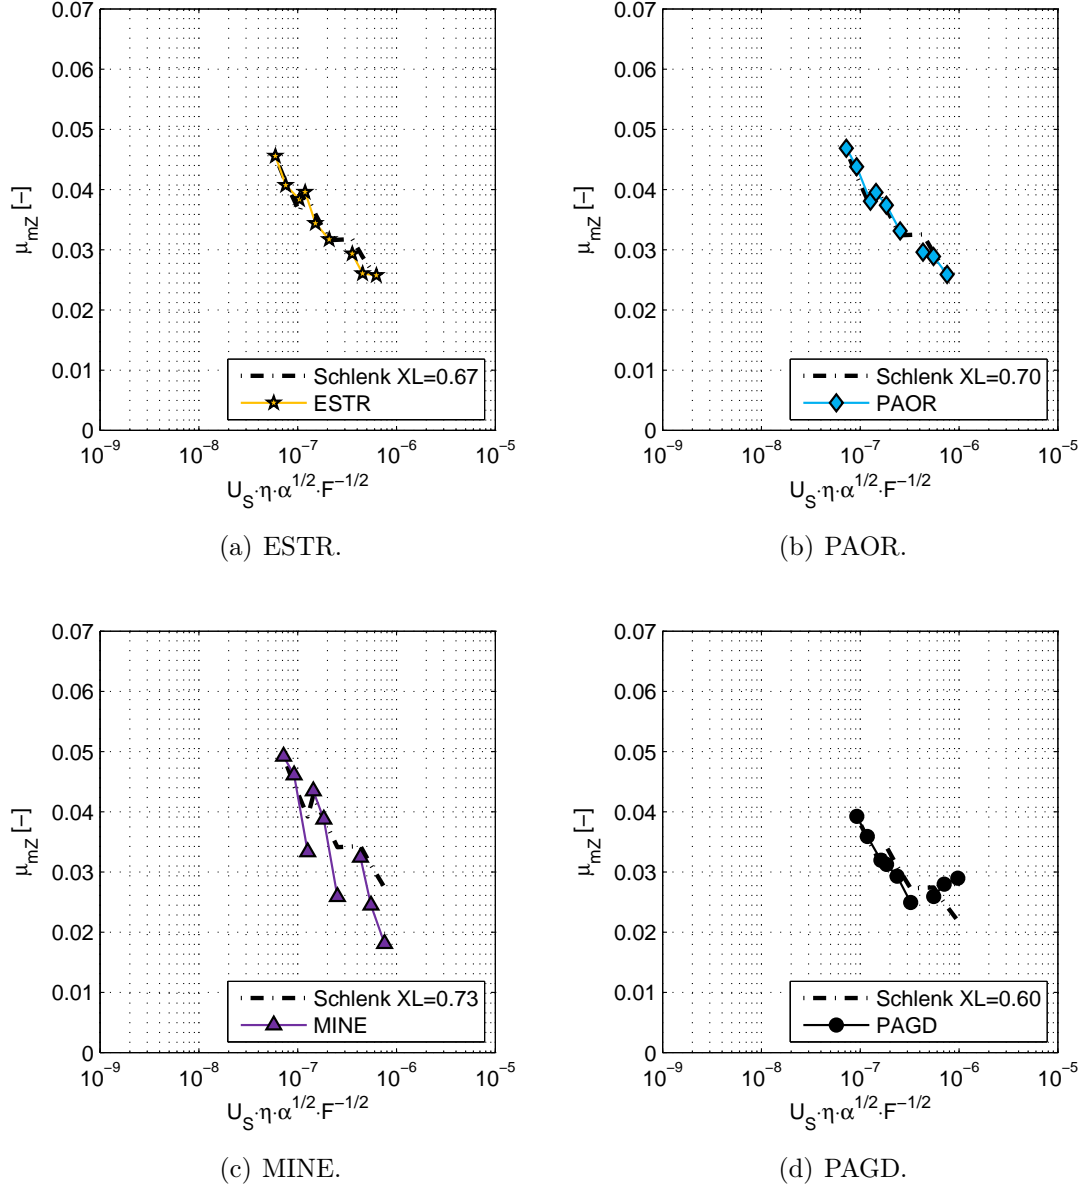 0.07
0.06
0.05
0.04
0.03
0.02
0.01
0
μmZ [−]
Schlenk XL=0.67
ESTR
10⁻⁹ 10⁻⁸ 10⁻⁷ 10⁻⁶ 10⁻⁵
U_S·η·α^{1/2}·F^{−1/2}
(a) ESTR.
0.07
0.06
0.05
0.04
0.03
0.02
0.01
0
μmZ [−]
Schlenk XL=0.70
PAOR
10⁻⁹ 10⁻⁸ 10⁻⁷ 10⁻⁶ 10⁻⁵
U_S·η·α^{1/2}·F^{−1/2}
(b) PAOR.
0.07
0.06
0.05
0.04
0.03
0.02
0.01
0
μmZ [−]
Schlenk XL=0.73
MINE
10⁻⁹ 10⁻⁸ 10⁻⁷ 10⁻⁶ 10⁻⁵
U_S·η·α^{1/2}·F^{−1/2}
(c) MINE.
0.07
0.06
0.05
0.04
0.03
0.02
0.01
0
μmZ [−]
Schlenk XL=0.60
PAGD
10⁻⁹ 10⁻⁸ 10⁻⁷ 10⁻⁶ 10⁻⁵
U_S·η·α^{1/2}·F^{−1/2}
(d) PAGD.